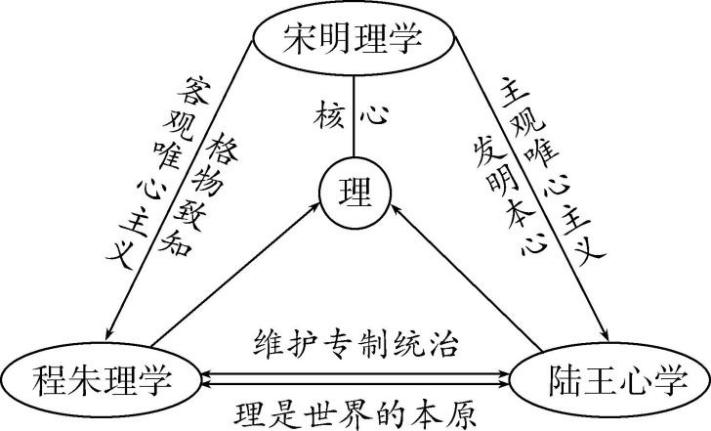 宋明理学
核心
客观唯心主义
格物致知
主观唯心主义
发明本心
理
维护专制统治
程朱理学
陆王心学
理是世界的本原